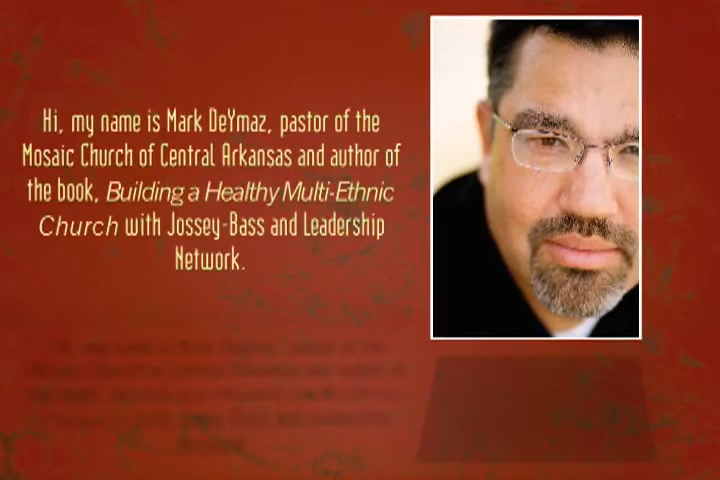 Hi, my name is Mark DeYmaz, pastor of the
Mosaic Church of Central Arkansas and author of
the book, Building a Healthy Multi-Ethnic
Church with Jossey-Bass and Leadership
Network.